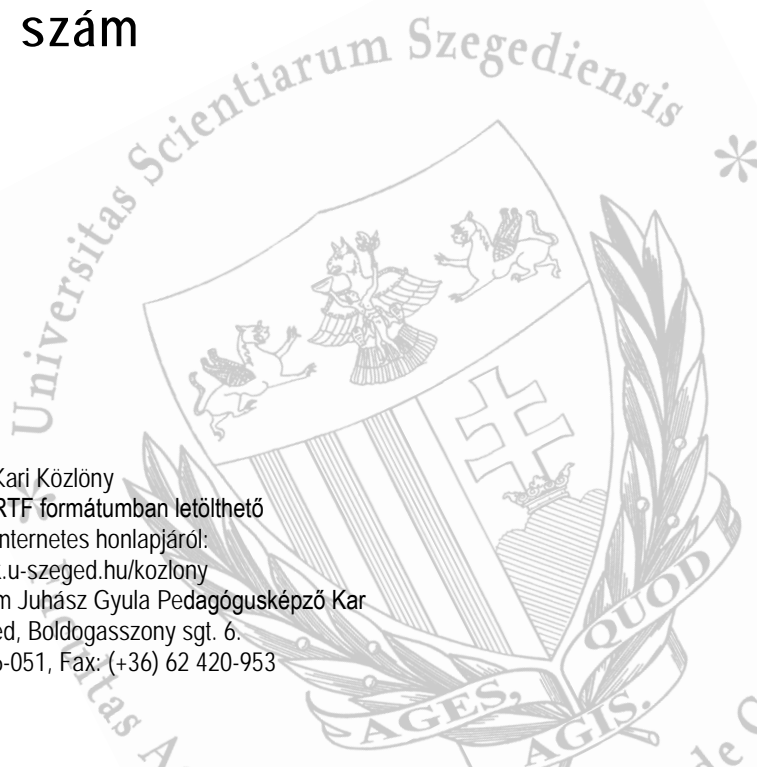 szám
Universitas Scientiarum Szegediensis
Kari Közlöny
RTF formátumban letölthető
nternetes honlapjáról:
.u-szeged.hu/kozlony
m Juhász Gyula Pedagógusképző Kar
ed, Boldogasszony sgt. 6.
-051, Fax: (+36) 62 420-953
QUOD
AGES,
AGIS.
de